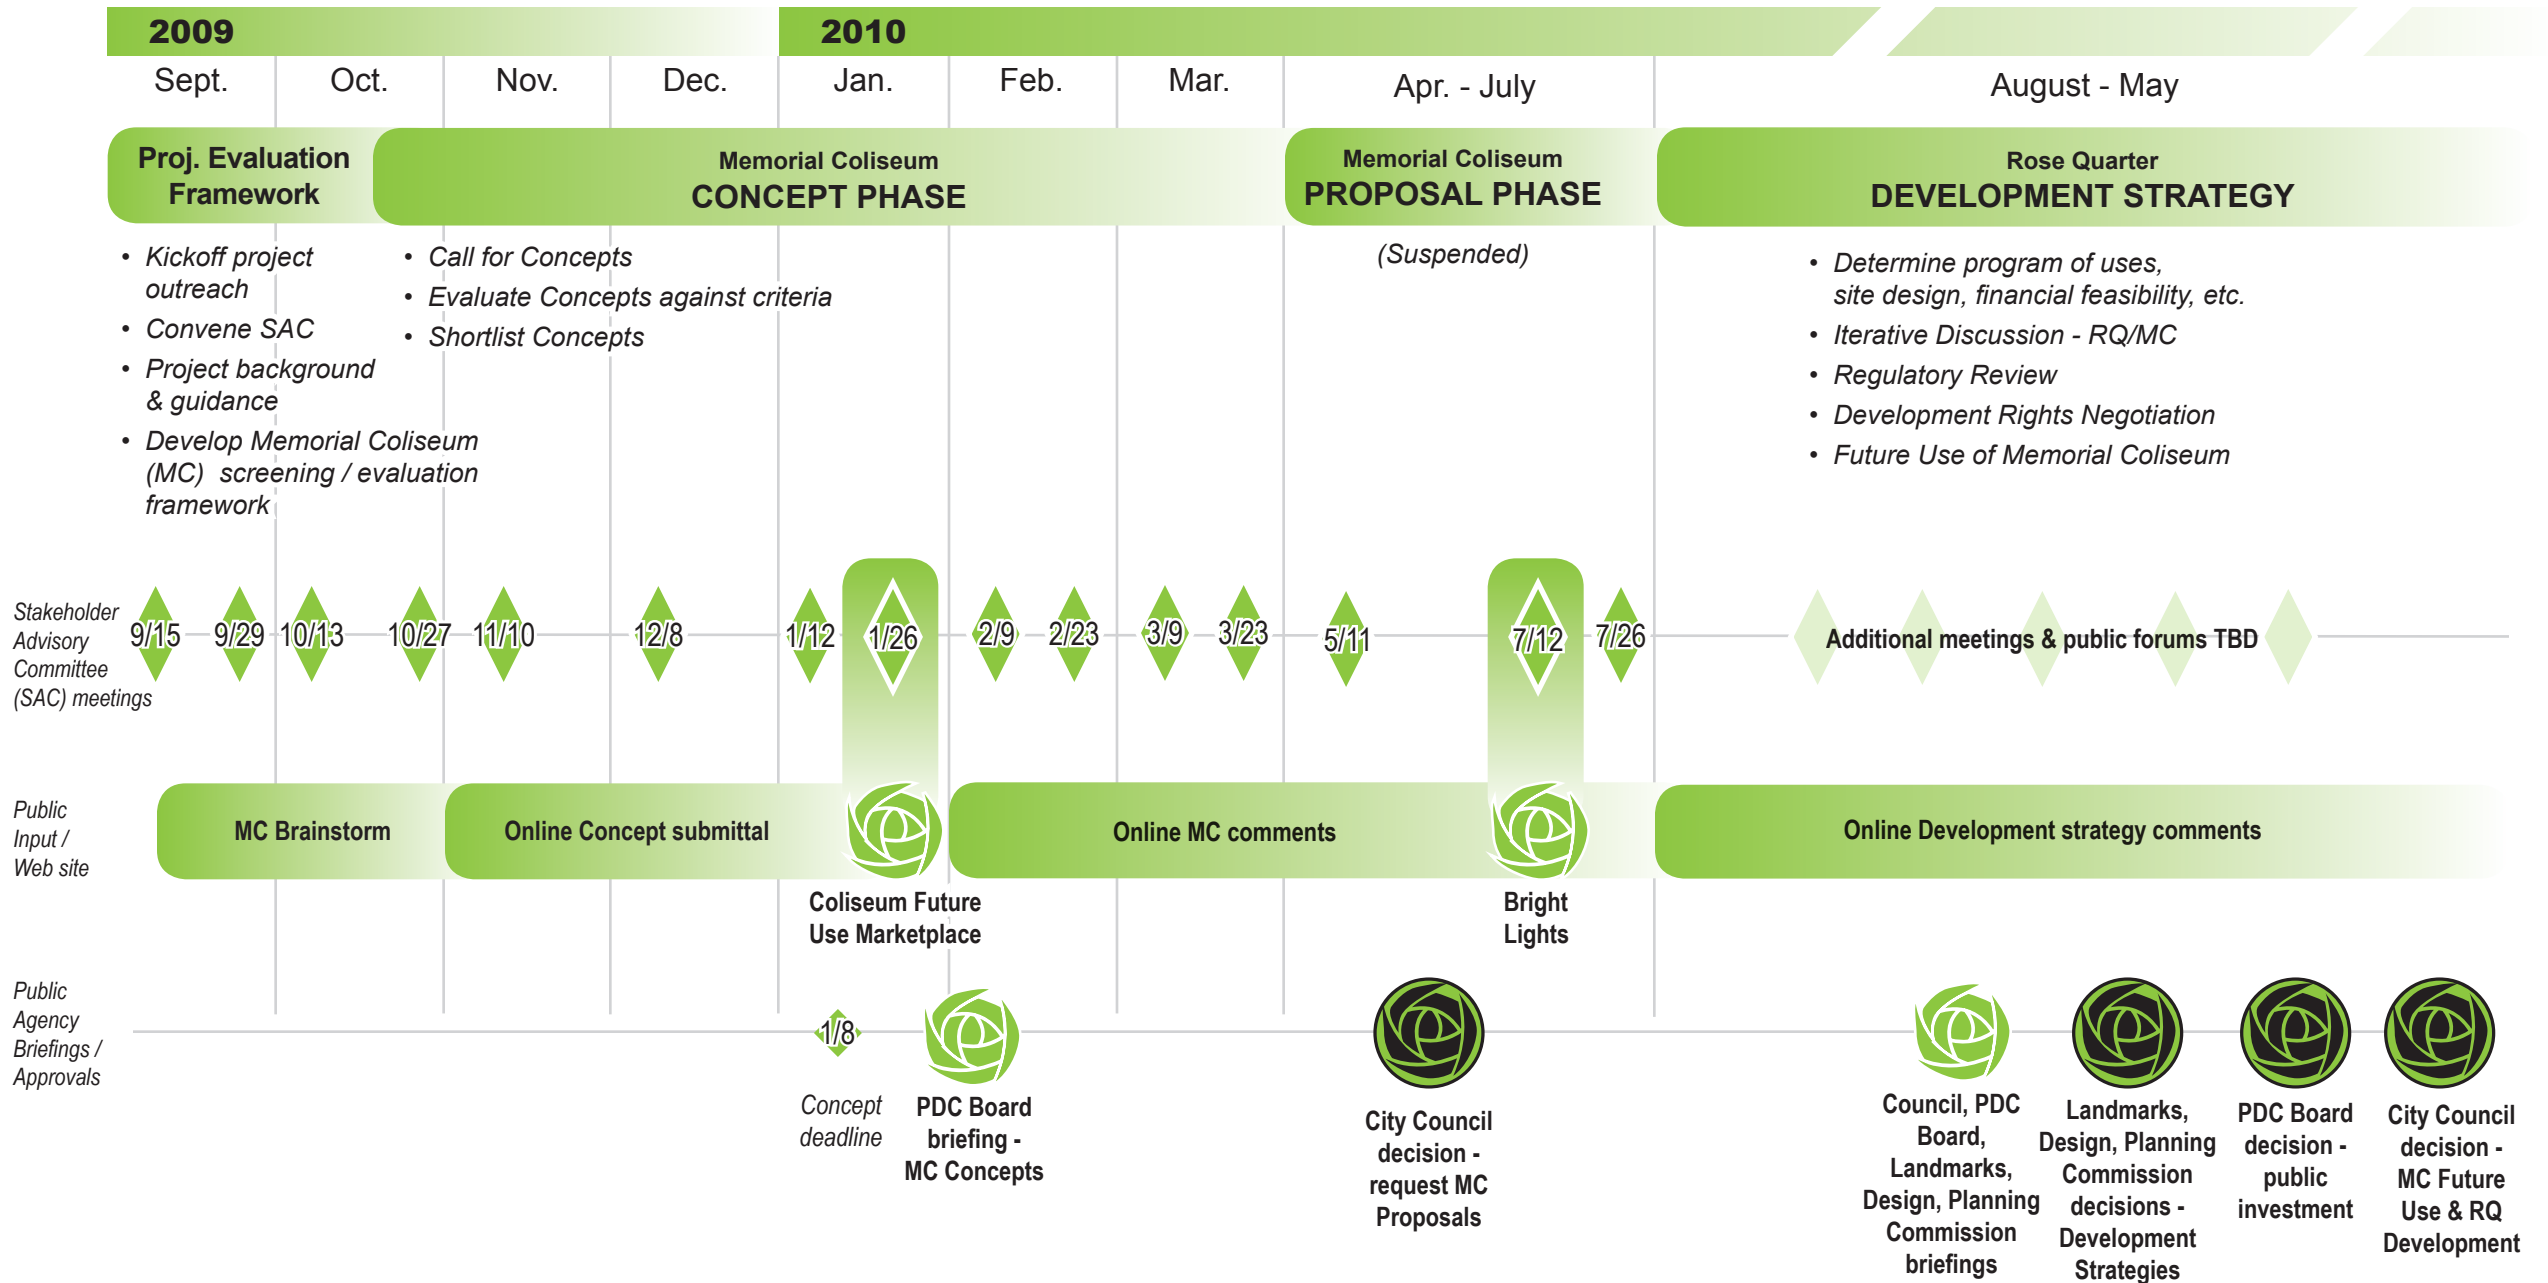 2009
2010
Sept.
Oct.
Nov.
Dec.
Jan.
Feb.
Mar.
Apr. - July
August - May
Proj. Evaluation
Framework
Memorial Coliseum
CONCEPT PHASE
Memorial Coliseum
PROPOSAL PHASE
Rose Quarter
DEVELOPMENT STRATEGY
• Kickoff project
outreach
• Convene SAC
• Project background
& guidance
• Develop Memorial Coliseum
(MC) screening / evaluation
framework
• Call for Concepts
• Evaluate Concepts against criteria
• Shortlist Concepts
(Suspended)
• Determine program of uses,
site design, financial feasibility, etc.
• Iterative Discussion - RQ/MC
• Regulatory Review
• Development Rights Negotiation
• Future Use of Memorial Coliseum
Stakeholder
Advisory
Committee
(SAC) meetings
9/15
9/29
10/13
10/27
11/10
12/8
1/12
1/26
2/9
2/23
3/9
3/23
5/11
7/12
7/26
Additional meetings & public forums TBD
Public
Input /
Web site
MC Brainstorm
Online Concept submittal
Online MC comments
Online Development strategy comments
Coliseum Future
Use Marketplace
Bright
Lights
Public
Agency
Briefings /
Approvals
1/8
Concept
deadline
PDC Board
briefing -
MC Concepts
City Council
decision -
request MC
Proposals
Council, PDC
Board,
Landmarks,
Design, Planning
Commission
briefings
Landmarks,
Design, Planning
Commission
decisions -
Development
Strategies
PDC Board
decision -
public
investment
City Council
decision -
MC Future
Use & RQ
Development